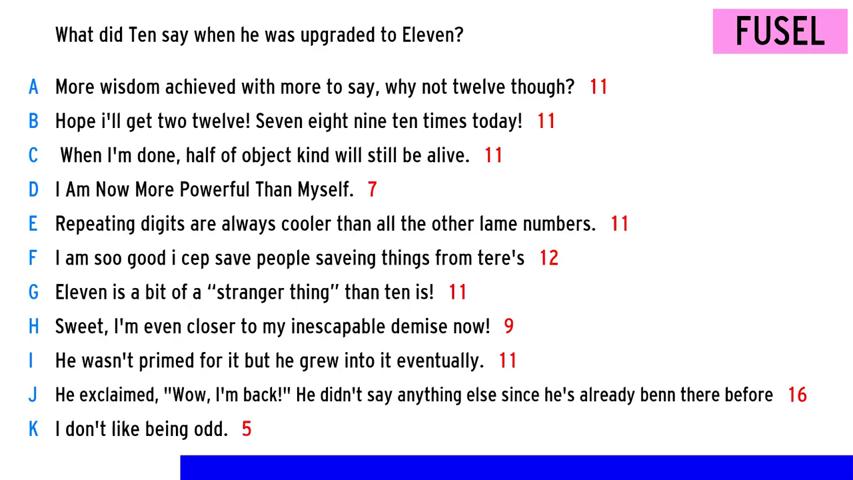 What did Ten say when he was upgraded to Eleven?
FUSEL
A More wisdom achieved with more to say, why not twelve though? 11
B Hope i'll get two twelve! Seven eight nine ten times today! 11
C When I'm done, half of object kind will still be alive. 11
D I Am Now More Powerful Than Myself. 7
E Repeating digits are always cooler than all the other lame numbers. 11
F I am soo good i cep save people saveing things from tere's 12
G Eleven is a bit of a “stranger thing” than ten is! 11
H Sweet, I'm even closer to my inescapable demise now! 9
I He wasn't primed for it but he grew into it eventually. 11
J He exclaimed, "Wow, I'm back!" He didn't say anything else since he's already benn there before 16
K I don't like being odd. 5